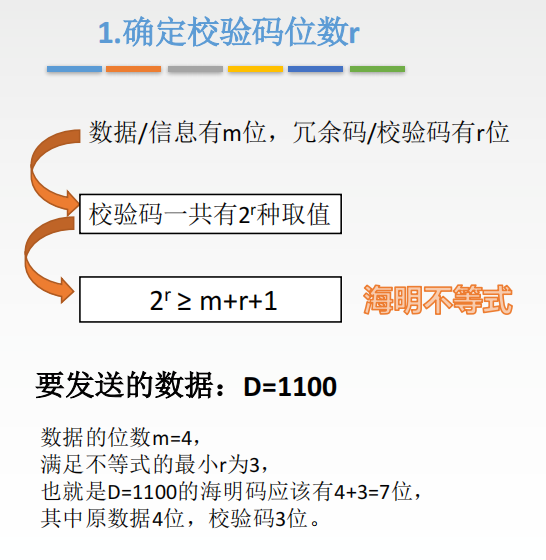 1.确定校验码位数r
数据/信息有m位，冗余码/校验码有r位
校验码一共有2ʳ种取值
2ʳ ≥ m+r+1
海明不等式
要发送的数据：D=1100
数据的位数m=4，
满足不等式的最小r为3，
也就是D=1100的海明码应该有4+3=7位，
其中原数据4位，校验码3位。